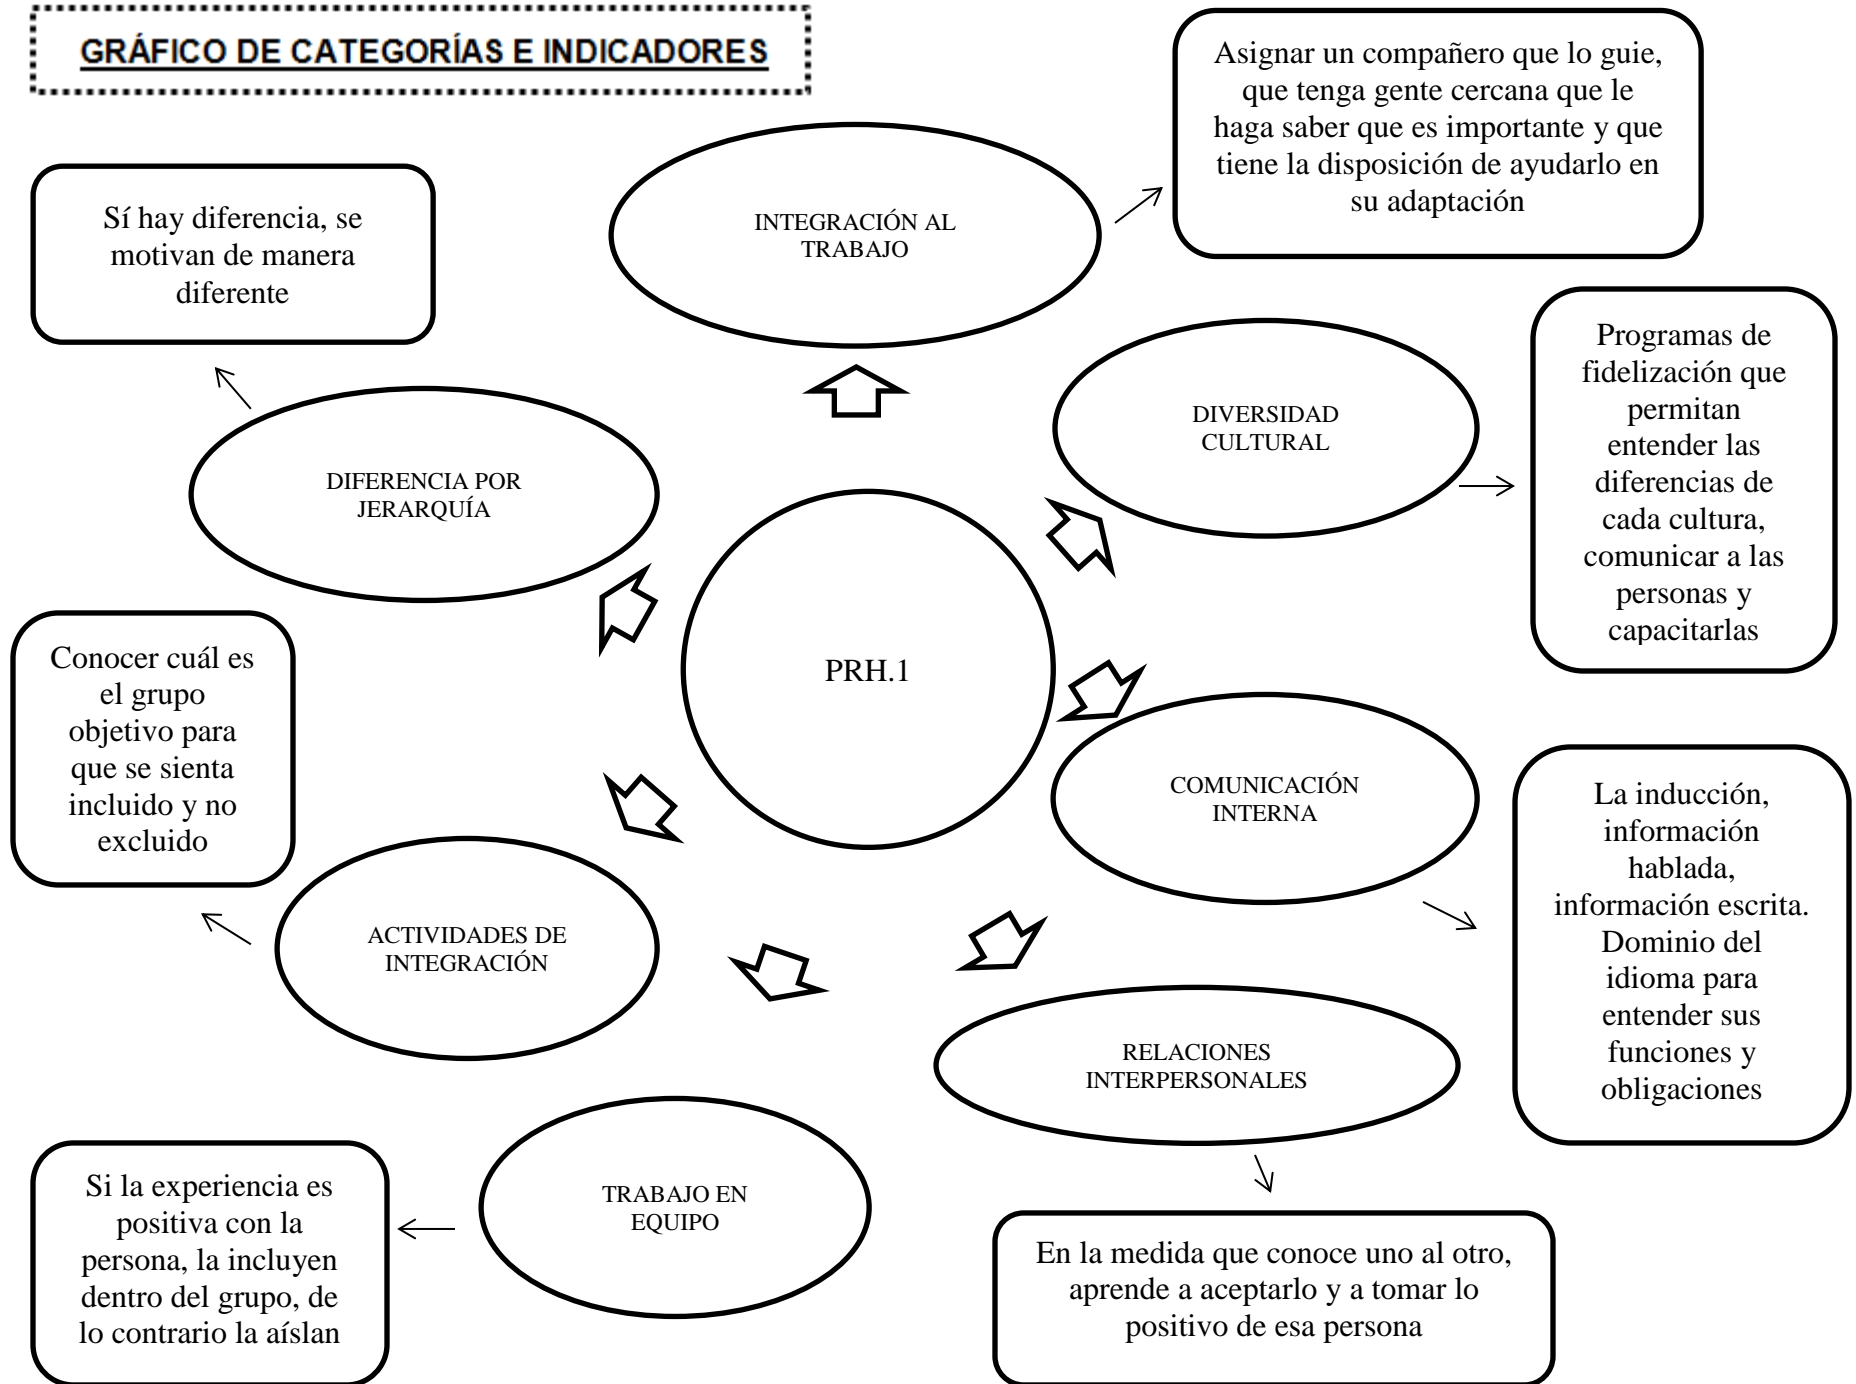 GRÁFICO DE CATEGORÍAS E INDICADORES
Asignar un compañero que lo guie,
que tenga gente cercana que le
haga saber que es importante y que
tiene la disposición de ayudarlo en
su adaptación
INTEGRACIÓN AL
TRABAJO
Sí hay diferencia, se
motivan de manera
diferente
DIFERENCIA POR
JERARQUÍA
DIVERSIDAD
CULTURAL
Programas de
fidelización que
permitan
entender las
diferencias de
cada cultura,
comunicar a las
personas y
capacitarlas
PRH.1
Conocer cuál es
el grupo
objetivo para
que se sienta
incluido y no
excluido
COMUNICACIÓN
INTERNA
La inducción,
información
hablada,
información escrita.
Dominio del
idioma para
entender sus
funciones y
obligaciones
ACTIVIDADES DE
INTEGRACIÓN
RELACIONES
INTERPERSONALES
TRABAJO EN
EQUIPO
Si la experiencia es
positiva con la
persona, la incluyen
dentro del grupo, de
lo contrario la aíslan
En la medida que conoce uno al otro,
aprende a aceptarlo y a tomar lo
positivo de esa persona